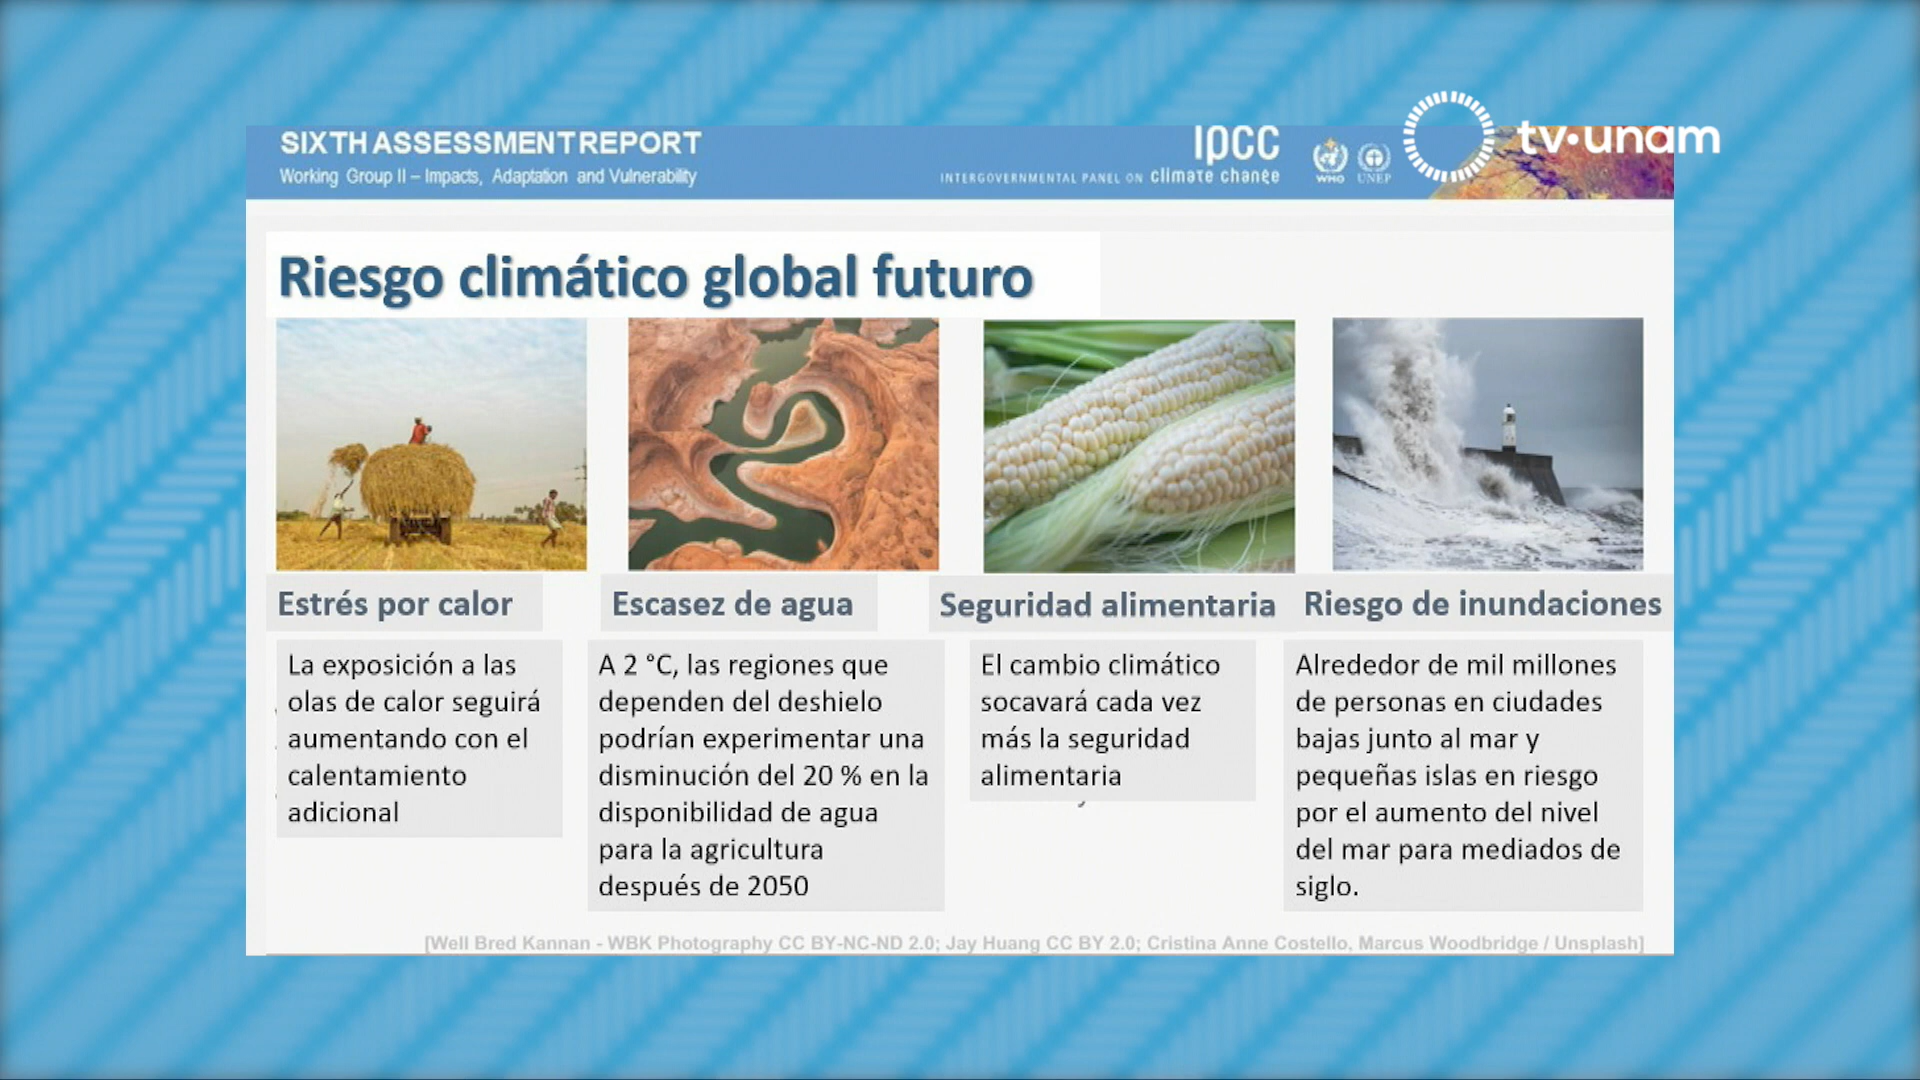 SIXTH ASSESSMENT REPORT
Working Group II – Impacts, Adaptation and Vulnerability
ipcc
INTERGOVERNMENTAL PANEL ON climate change
WMO
UNEP
tv•unam
Riesgo climático global futuro
Estrés por calor
La exposición a las
olas de calor seguirá
aumentando con el
calentamiento
adicional
Escasez de agua
A 2 °C, las regiones que
dependen del deshielo
podrían experimentar una
disminución del 20 % en la
disponibilidad de agua
para la agricultura
después de 2050
Seguridad alimentaria
El cambio climático
socavará cada vez
más la seguridad
alimentaria
Riesgo de inundaciones
Alrededor de mil millones
de personas en ciudades
bajas junto al mar y
pequeñas islas en riesgo
por el aumento del nivel
del mar para mediados de
siglo.
[Well Bred Kannan - WBK Photography CC BY-NC-ND 2.0; Jay Huang CC BY 2.0; Cristina Anne Costello, Marcus Woodbridge / Unsplash]